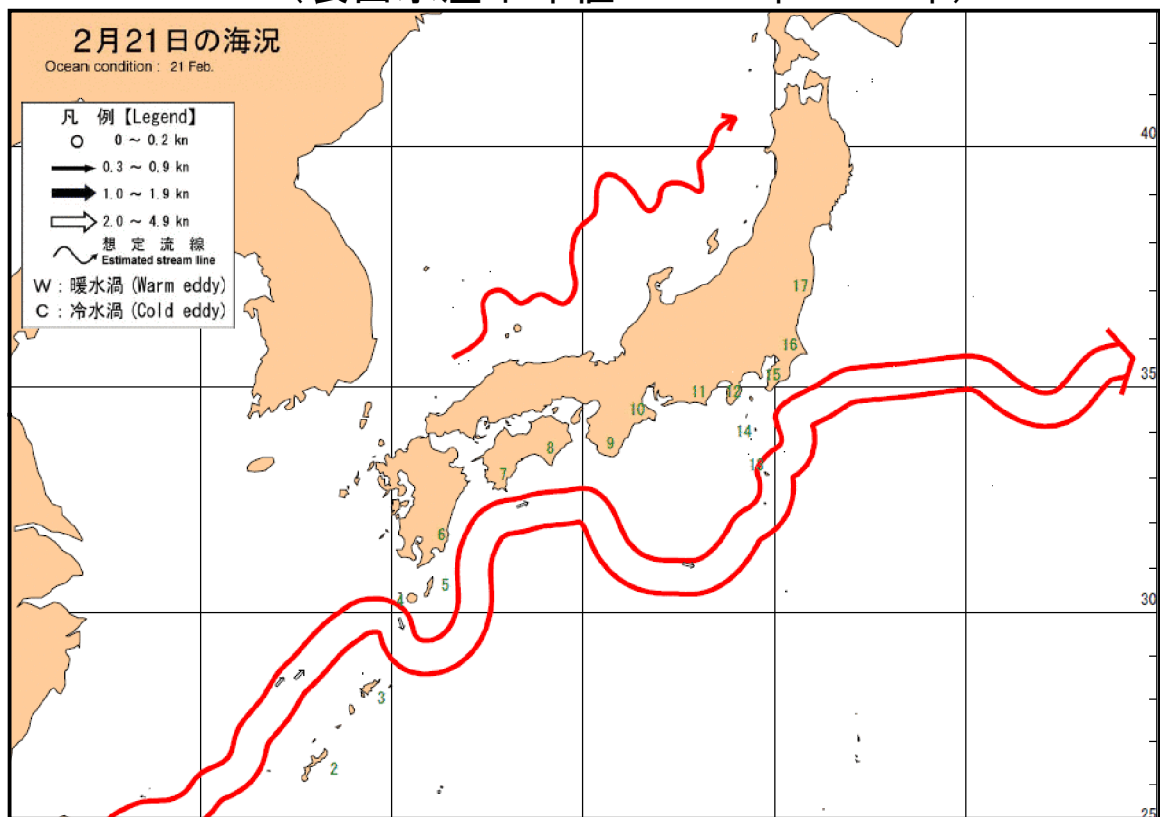 2月21日の海況
Ocean condition : 21 Feb.
凡 例【Legend】
0 ~ 0.2 kn
0.3 ~ 0.9 kn
1.0 ~ 1.9 kn
2.0 ~ 4.9 kn
想 定 流 線
Estimated stream line
W : 暖水渦 (Warm eddy)
C : 冷水渦 (Cold eddy)
40
17
16
35
15
12
11
10
14
9
8
7
6
5
4
30
3
2
25